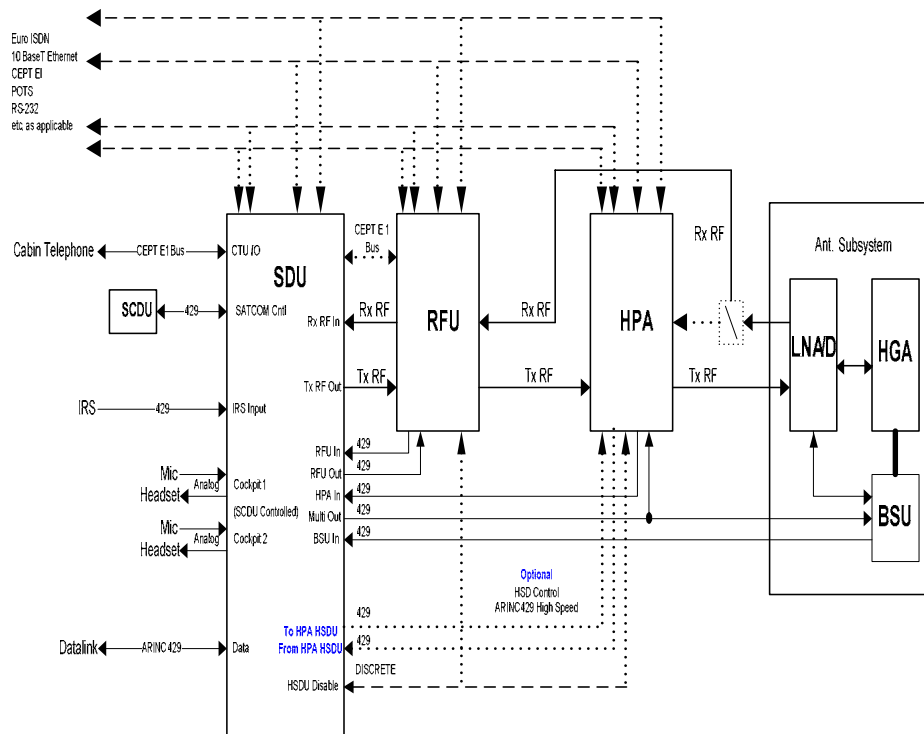 Euro ISDN
10 BaseT Ethernet
CEPT EI
POTS
RS-232
etc, as applicable
Rx RF
Ant. Subsystem
CEPT E 1
Bus
Cabin Telephone
CEPT E1 Bus
CTU I/O
SDU
SCDU
429
SATCOM Cntl
Rx RF In
Rx RF
RFU
Rx RF
HPA
LNA/D
HGA
Tx RF Out
Tx RF
Tx RF
Tx RF
IRS
429
IRS Input
RFU In
429
RFU Out
429
Mic
Analog
Headset
Cockpit 1
(SCDU Controlled)
HPA In
429
Multi Out
429
BSU
Mic
Analog
Headset
Cockpit 2
BSU In
429
Optional
HSD Control
ARINC429 High Speed
429
To HPA HSDU
From HPA HSDU
429
Datalink
ARINC 429
Data
DISCRETE
HSDU Disable